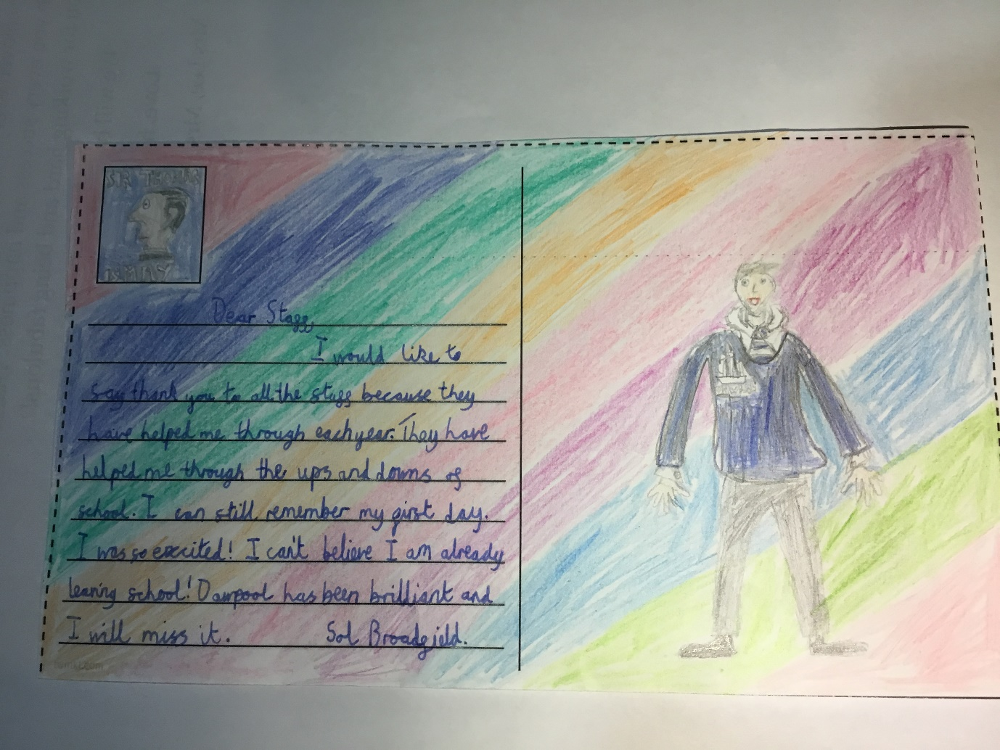 SIR THOMAS
ISMAY
Dear Staff,
I would like to
say thank you to all the staff because they
have helped me through each year. They have
helped me through the ups and downs of
school. I can still remember my first day.
I was so excited! I can't believe I am already
leaving school! Dawpool has been brilliant and
I will miss it. Sol Broadfield.